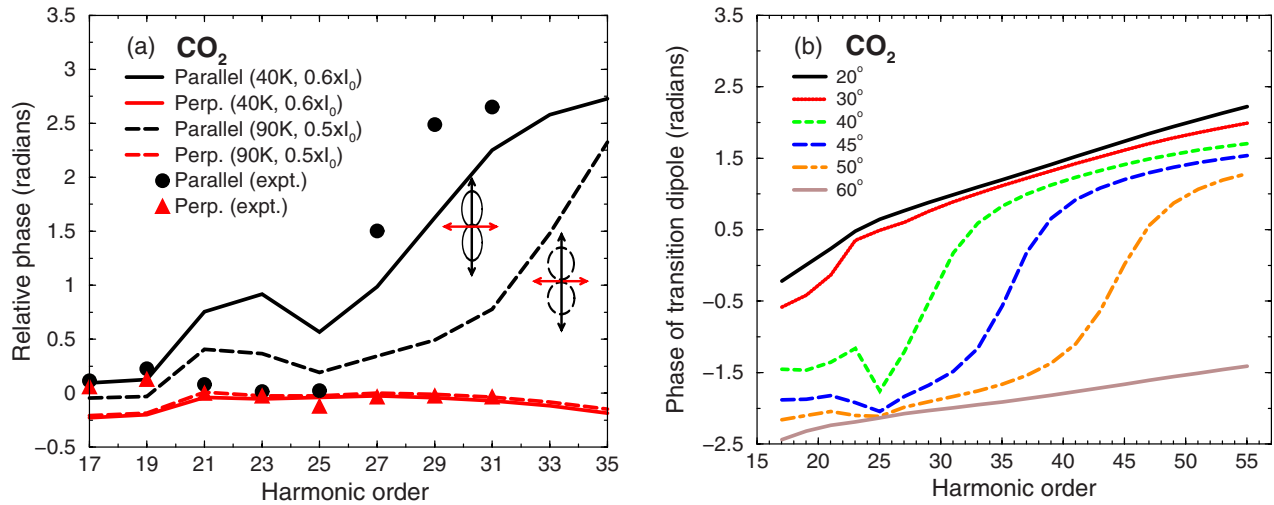 (a) CO₂
Parallel (40K, 0.6xI₀)
Perp. (40K, 0.6xI₀)
Parallel (90K, 0.5xI₀)
Perp. (90K, 0.5xI₀)
Parallel (expt.)
Perp. (expt.)
Relative phase (radians)
3.5
3
2.5
2
1.5
1
0.5
0
−0.5
17 19 21 23 25 27 29 31 33 35
Harmonic order
(b) CO₂
20°
30°
40°
45°
50°
60°
Phase of transition dipole (radians)
3.5
2.5
1.5
0.5
−0.5
−1.5
−2.5
15 20 25 30 35 40 45 50 55
Harmonic order